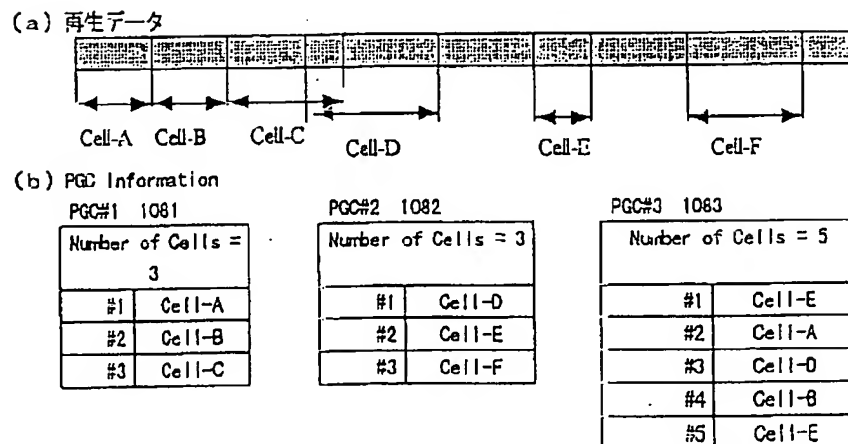 (a) 再生データ
Cell-A Cell-B Cell-C Cell-D Cell-E Cell-F
(b) PGC Information
PGC#1 1081
Number of Cells =
3
#1 Cell-A
#2 Cell-B
#3 Cell-C
PGC#2 1082
Number of Cells = 3
#1 Cell-D
#2 Cell-E
#3 Cell-F
PGC#3 1083
Number of Cells = 5
#1 Cell-E
#2 Cell-A
#3 Cell-D
#4 Cell-B
#5 Cell-E